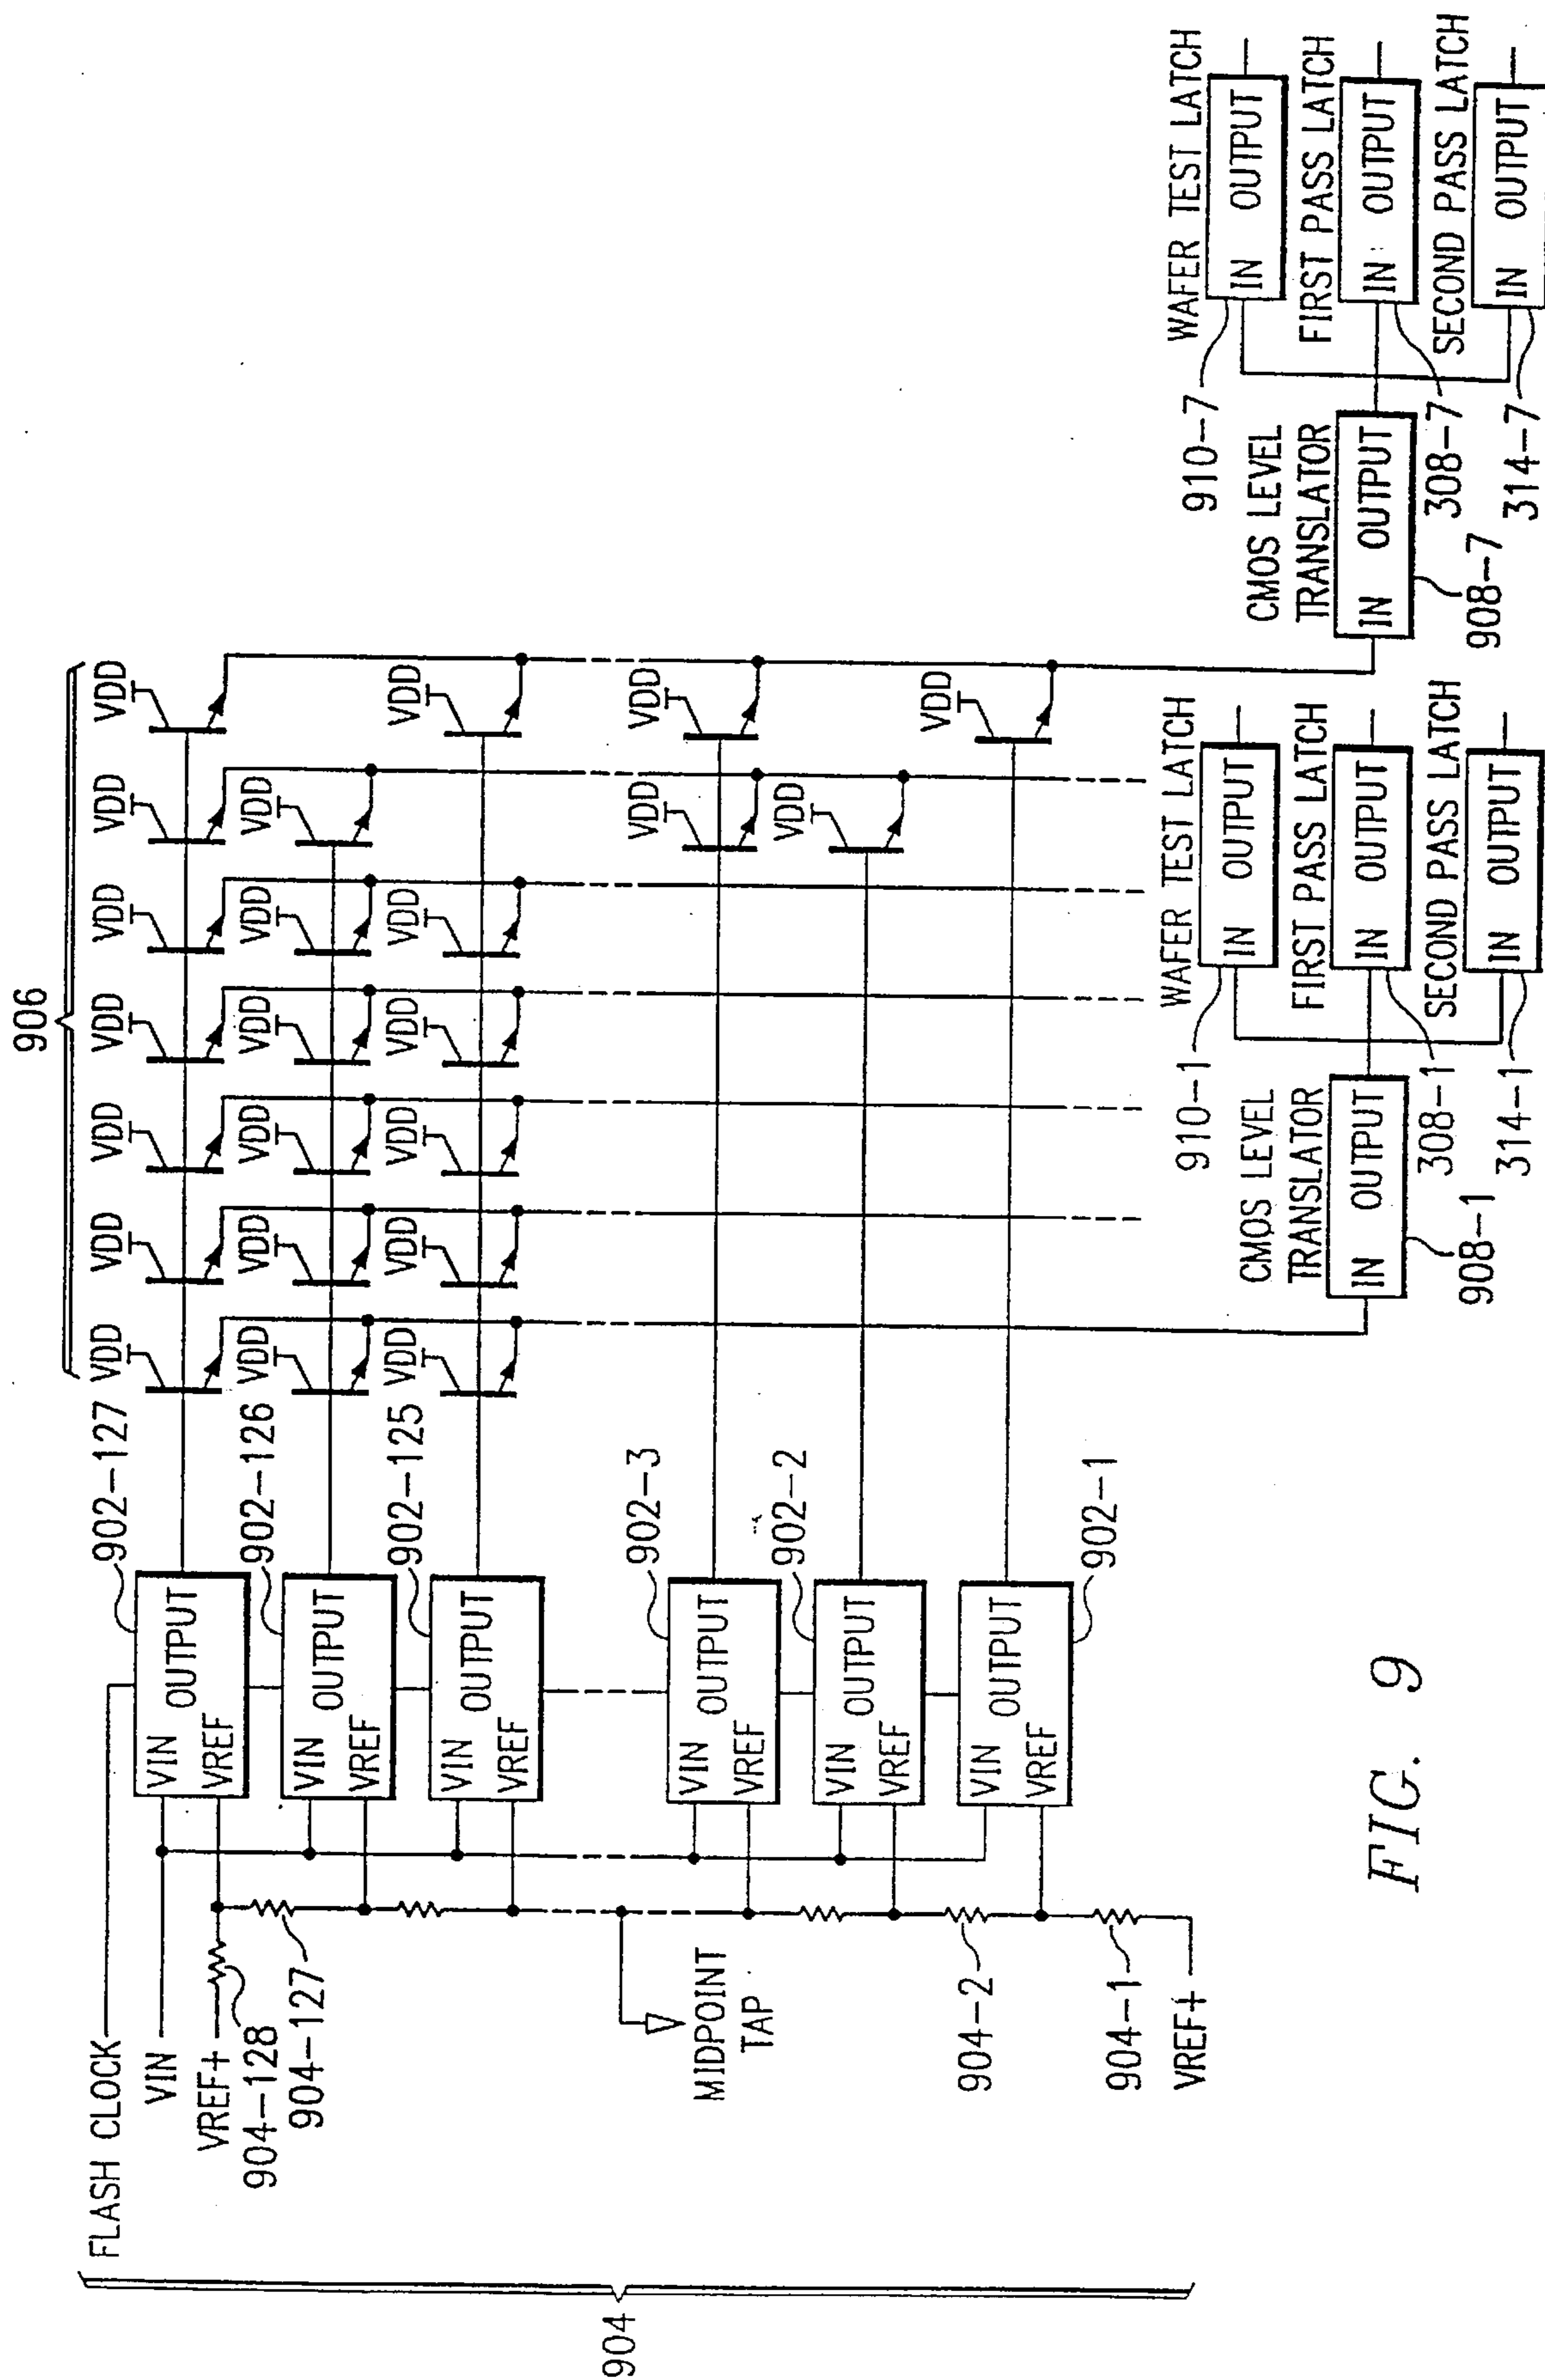 906
FLASH CLOCK
VIN
VREF+
904-128
904-127
904
MIDPOINT
TAP
904-2
904-1
VREF+
902-127
VIN
OUTPUT
VREF
902-126
VIN
OUTPUT
VREF
902-125
VIN
OUTPUT
VREF
902-3
VIN
OUTPUT
VREF
902-2
VIN
OUTPUT
VREF
902-1
VIN
OUTPUT
VREF
VDD VDD VDD VDD VDD VDD VDD
VDD VDD VDD VDD VDD VDD
VDD VDD VDD VDD VDD VDD
VDD VDD
VDD
VDD
CMOS LEVEL
TRANSLATOR
IN OUTPUT
908-1
WAFER TEST LATCH
IN OUTPUT
910-1
FIRST PASS LATCH
IN OUTPUT
308-1
SECOND PASS LATCH
IN OUTPUT
314-1
CMOS LEVEL
TRANSLATOR
IN OUTPUT
908-7
WAFER TEST LATCH
IN OUTPUT
910-7
FIRST PASS LATCH
IN OUTPUT
308-7
SECOND PASS LATCH
IN OUTPUT
314-7
FIG. 9